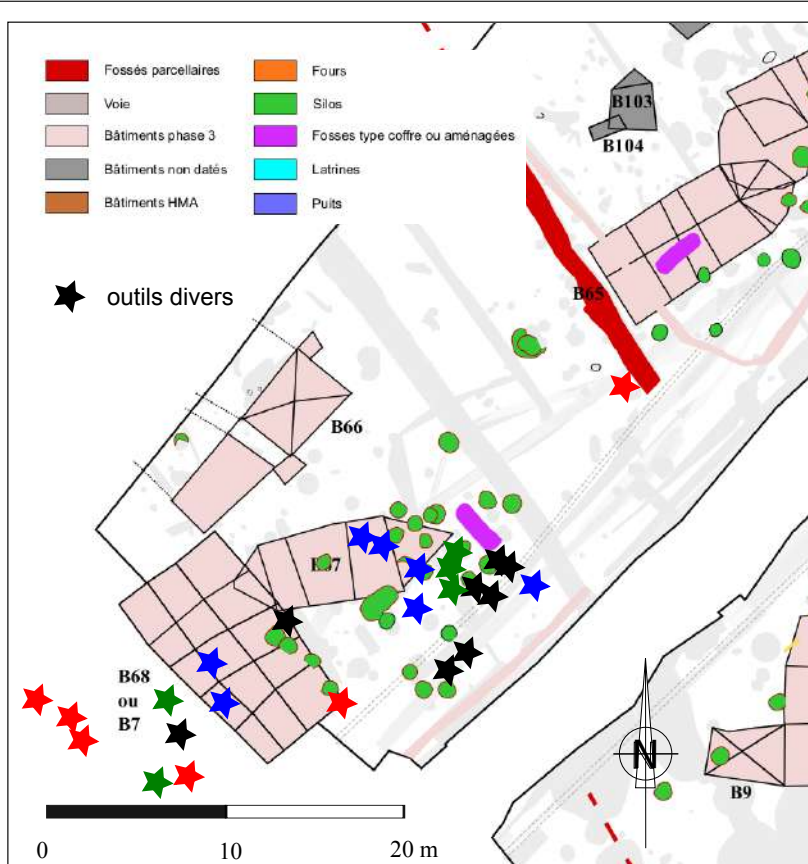 Fossés parcellaires
Fours
Voie
Silos
Bâtiments phase 3
Fosses type coffre ou aménagées
Bâtiments non datés
Latrines
Bâtiments HMA
Puits
outils divers
B103
B104
B65
B66
B68
ou
B7
B9
N
0
10
20 m